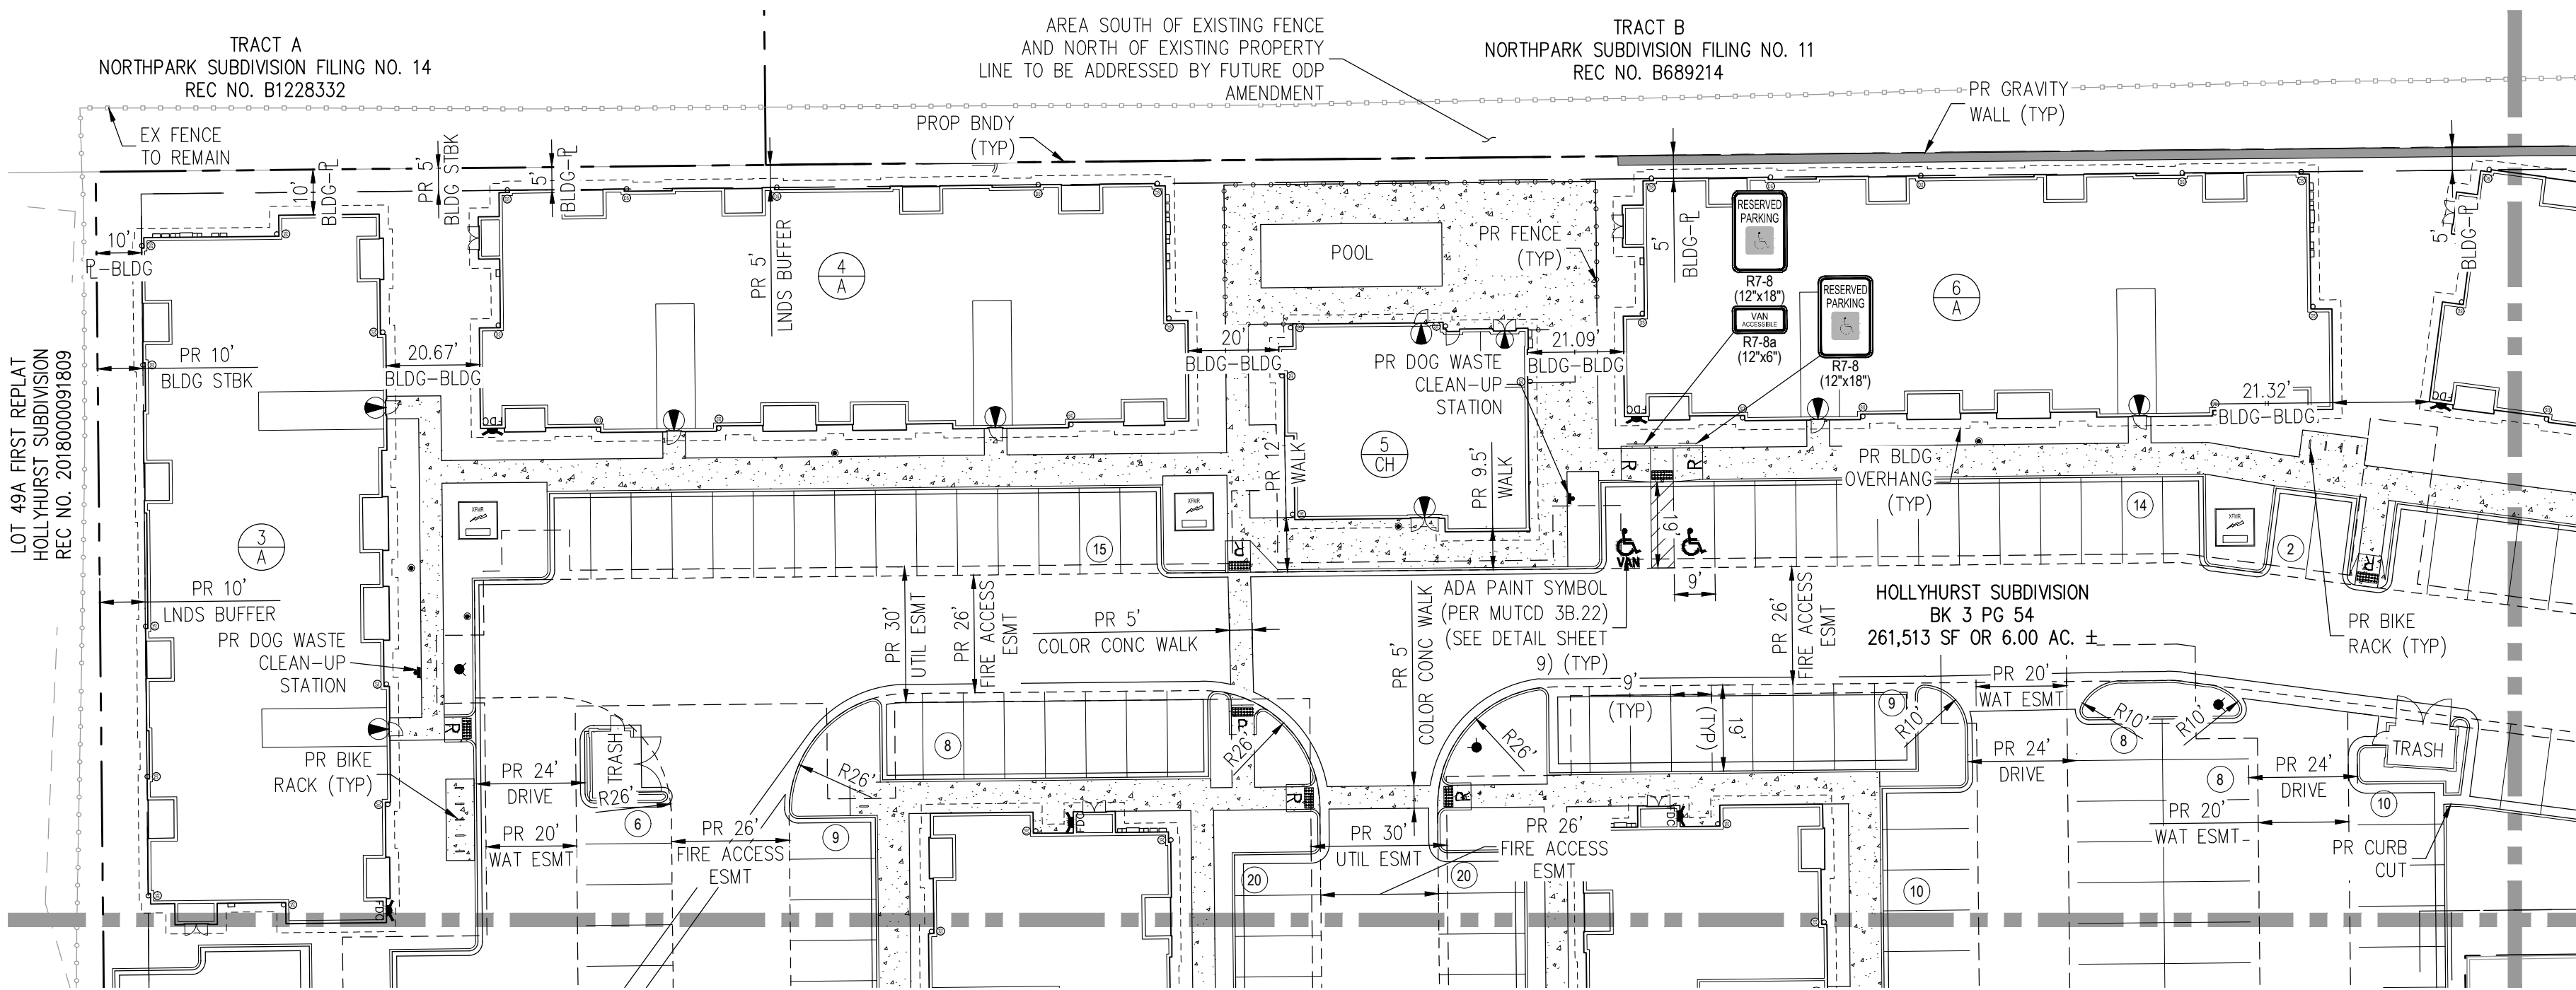 TRACT A
NORTHPARK SUBDIVISION FILING NO. 14
REC NO. B1228332
AREA SOUTH OF EXISTING FENCE
AND NORTH OF EXISTING PROPERTY
LINE TO BE ADDRESSED BY FUTURE ODP
AMENDMENT
TRACT B
NORTHPARK SUBDIVISION FILING NO. 11
REC NO. B689214
PR GRAVITY
WALL (TYP)
EX FENCE
TO REMAIN
PROP BNDY
(TYP)
10'
BLDG-PL
PR 5'
BLDG STBK
5'
BLDG-PL
10'
PL-BLDG
PR 5'
LNDS BUFFER
4
A
POOL
PR FENCE
(TYP)
5'
BLDG-PL
RESERVED
PARKING
R7-8
(12"x18")
VAN
ACCESSIBLE
R7-8a
(12"x6")
RESERVED
PARKING
R7-8
(12"x18")
6
A
5'
BLDG-PL
LOT 49A FIRST REPLAT
HOLLYHURST SUBDIVISION
REC NO. 2018000091809
PR 10'
BLDG STBK
20.67'
BLDG-BLDG
20'
BLDG-BLDG
PR DOG WASTE
CLEAN-UP
STATION
21.09'
BLDG-BLDG
21.32'
BLDG-BLDG
FDC
FDC
FDC
5
CH
PR 12'
WALK
PR 9.5'
WALK
R
R
PR BLDG
OVERHANG
(TYP)
14
XFMR
XFMR
XFMR
3
A
15
R
19'
VAN
9'
2
R
PR 10'
LNDS BUFFER
PR 30'
UTIL ESMT
PR 26'
FIRE ACCESS
ESMT
PR 5'
COLOR CONC WALK
PR 5'
COLOR CONC WALK
ADA PAINT SYMBOL
(PER MUTCD 3B.22)
(SEE DETAIL SHEET
9) (TYP)
PR 26'
FIRE ACCESS
ESMT
HOLLYHURST SUBDIVISION
BK 3 PG 54
261,513 SF OR 6.00 AC. ±
PR BIKE
RACK (TYP)
PR DOG WASTE
CLEAN-UP
STATION
PR 20'
WAT ESMT
9'
(TYP)
19'
(TYP)
9
R10'
R10'
R10'
8
R
R
8
R26'
R26'
R26'
TRASH
TRASH
PR BIKE
RACK (TYP)
PR 24'
DRIVE
R26'
6
PR 24'
DRIVE
8
PR 24'
DRIVE
10
R
R
PR 20'
WAT ESMT
PR 26'
FIRE ACCESS
ESMT
9
FDC
PR 30'
UTIL ESMT
PR 26'
FIRE ACCESS
ESMT
FDC
PR 20'
WAT ESMT
PR CURB
CUT
20
20
10
FDC